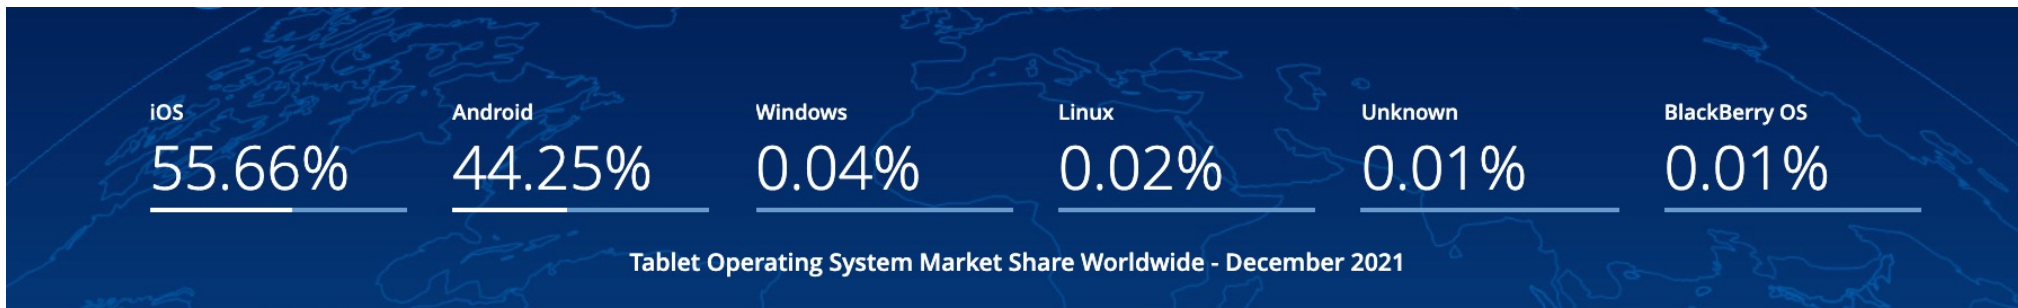 iOS Android Windows Linux Unknown BlackBerry OS
55.66% 44.25% 0.04% 0.02% 0.01% 0.01%
Tablet Operating System Market Share Worldwide - December 2021